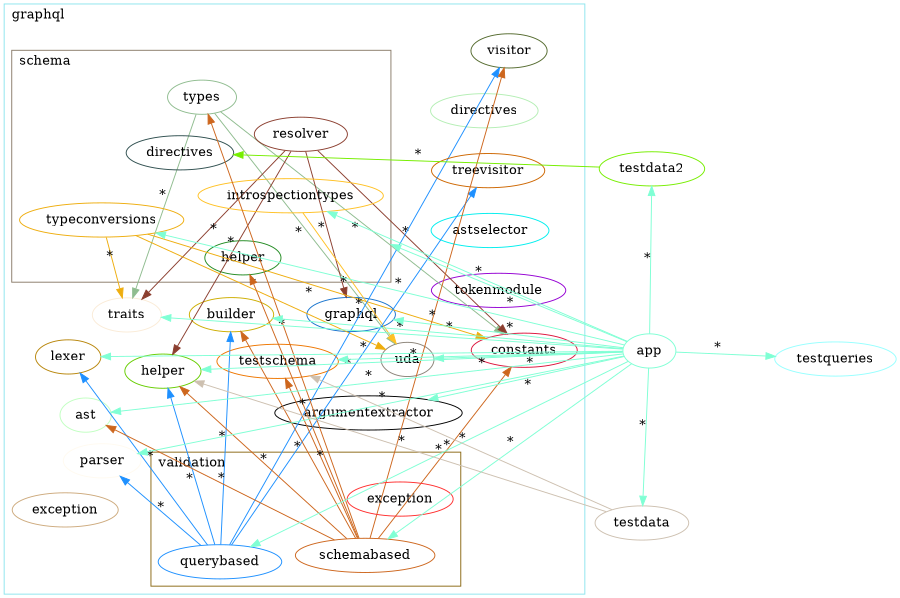 graphql
schema
visitor
types
directives
resolver
directives
*
treevisitor
testdata2
introspectiontypes
*
typeconversions
*
*
*
*
*
astselector
*
helper
*
*
*
*
tokenmodule
*
*
*
*
*
traits
builder
graphql
*
*
*
*
*
constants
app
*
lexer
testschema
uda
*
*
*
*
testqueries
helper
*
*
*
ast
*
argumentextractor
*
*
*
*
*
*
*
parser
*
validation
*
*
*
*
*
exception
exception
*
testdata
querybased
schemabased